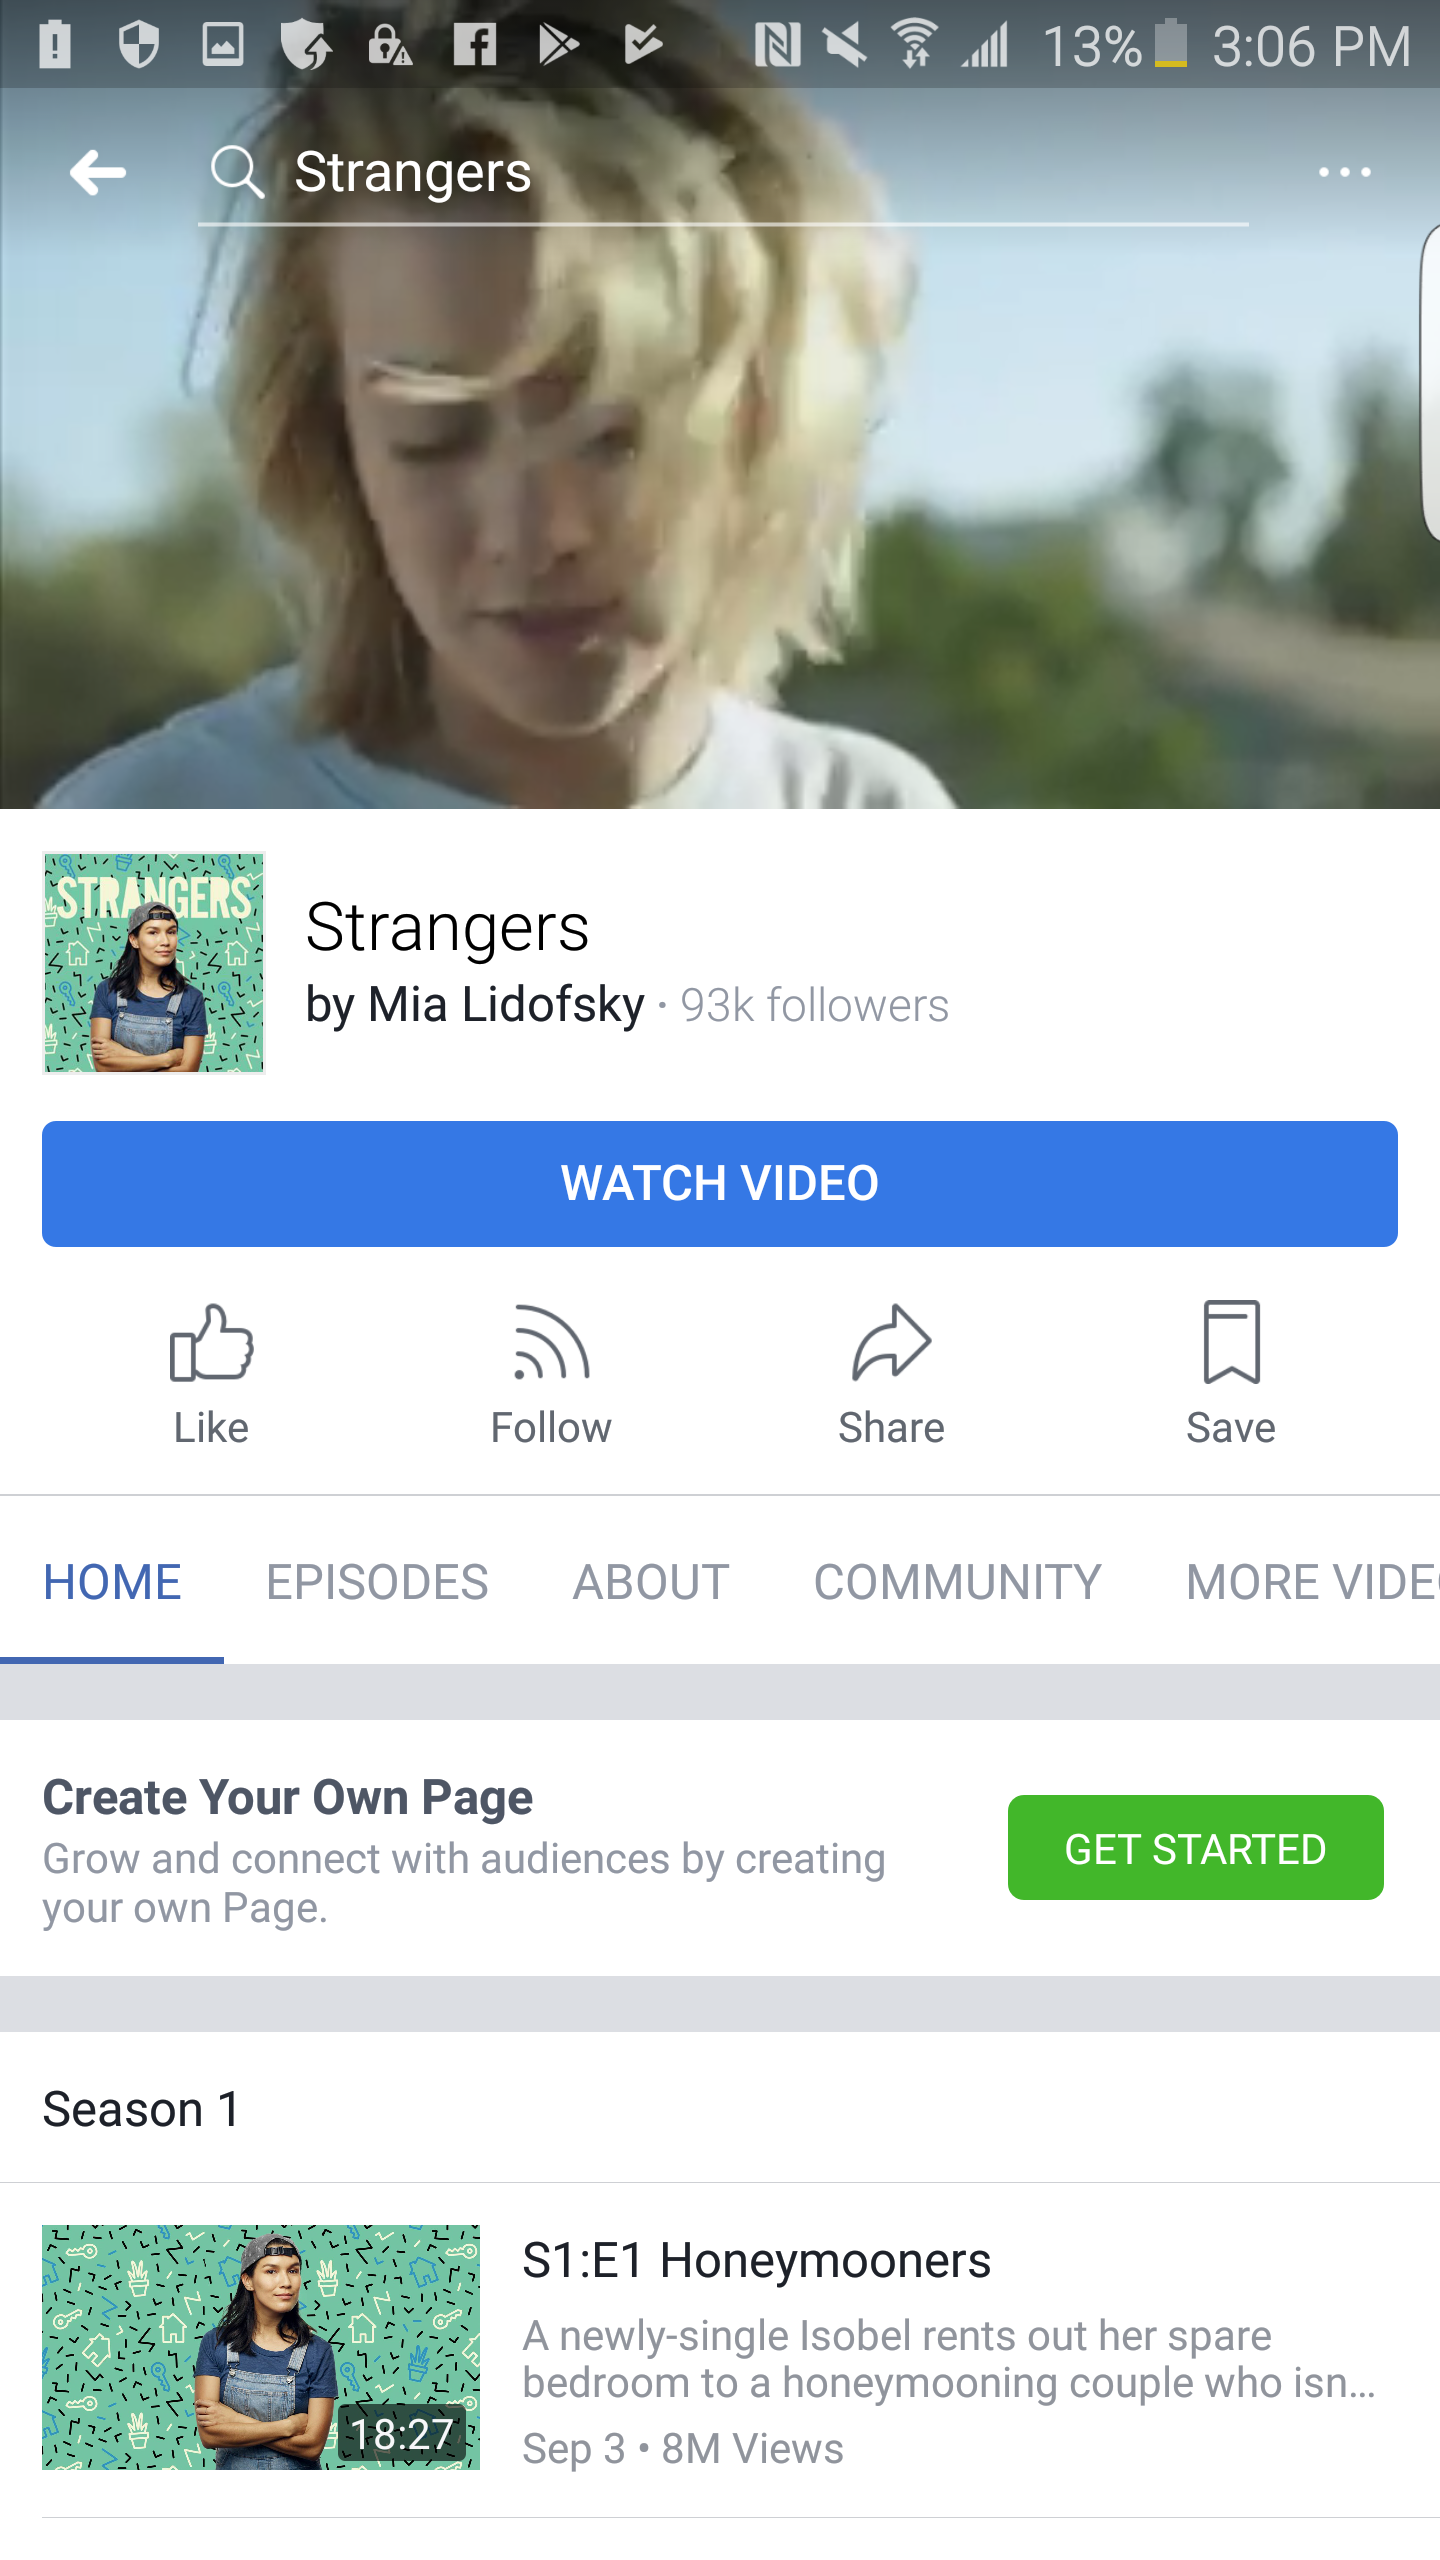 13% 3:06 PM
Strangers
STRANGERS
Strangers
by Mia Lidofsky · 93k followers
WATCH VIDEO
Like Follow Share Save
HOME EPISODES ABOUT COMMUNITY MORE VIDEO
Create Your Own Page
Grow and connect with audiences by creating
your own Page.
GET STARTED
Season 1
S1:E1 Honeymooners
A newly-single Isobel rents out her spare
bedroom to a honeymooning couple who isn...
18:27
Sep 3 • 8M Views